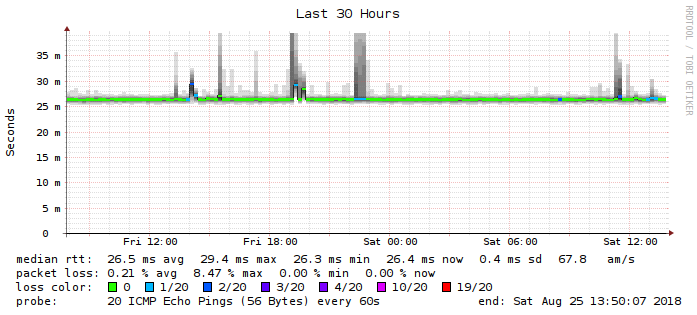 Last 30 Hours
RRDTOOL / TOBI OETIKER
Seconds
35 m
30 m
25 m
20 m
15 m
10 m
5 m
0
Fri 12:00 Fri 18:00 Sat 00:00 Sat 06:00 Sat 12:00
median rtt: 26.5 ms avg 29.4 ms max 26.3 ms min 26.4 ms now 0.4 ms sd 67.8 am/s
packet loss: 0.21 % avg 8.47 % max 0.00 % min 0.00 % now
loss color: 0 1/20 2/20 3/20 4/20 10/20 19/20
probe: 20 ICMP Echo Pings (56 Bytes) every 60s end: Sat Aug 25 13:50:07 2018